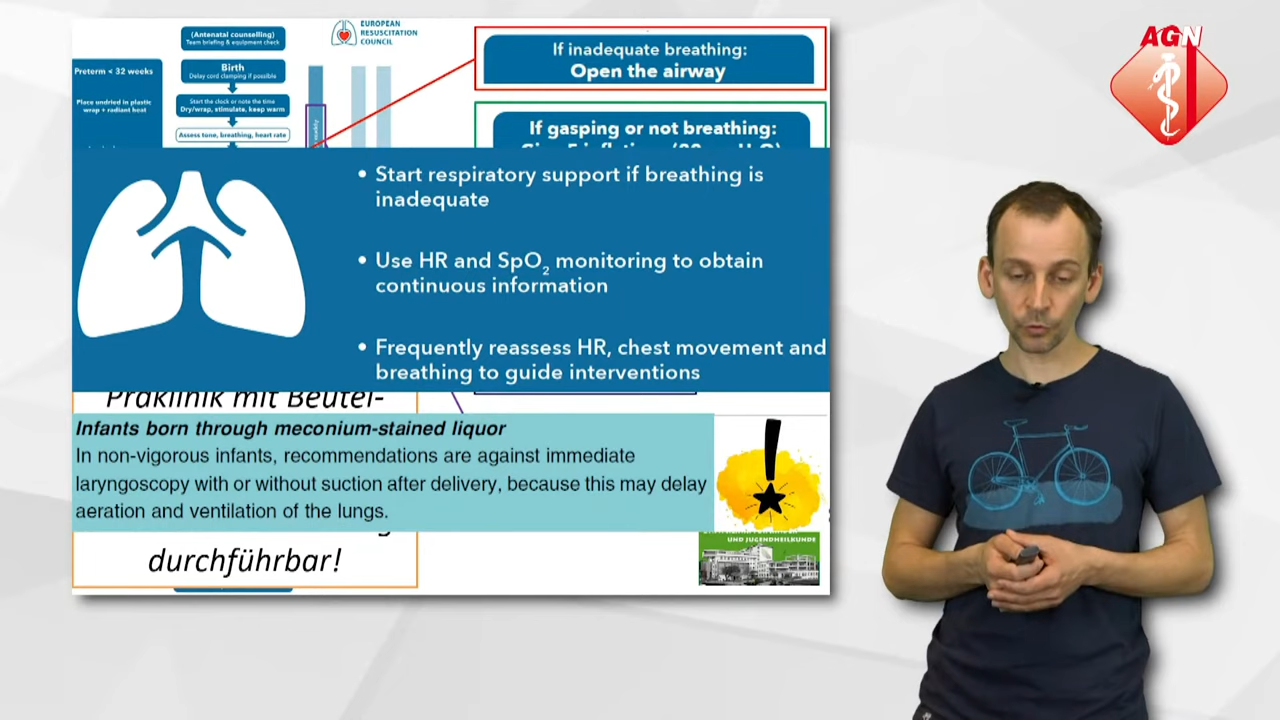 (Antenatal counselling)
Team briefing & equipment check
EUROPEAN
RESUSCITATION
COUNCIL
Preterm < 32 weeks
Birth
Delay cord clamping if possible
Place undried in plastic
wrap + radiant heat
Start the clock or note the time
Dry/wrap, stimulate, keep warm
Assess tone, breathing, heart rate
If inadequate breathing:
Open the airway
If gasping or not breathing:
• Start respiratory support if breathing is
inadequate
• Use HR and SpO2 monitoring to obtain
continuous information
• Frequently reassess HR, chest movement and
breathing to guide interventions
Präklinik mit Beutel-
Infants born through meconium-stained liquor
In non-vigorous infants, recommendations are against immediate
laryngoscopy with or without suction after delivery, because this may delay
aeration and ventilation of the lungs.
durchführbar!
UND JUGENDHEILKUNDE
AGN